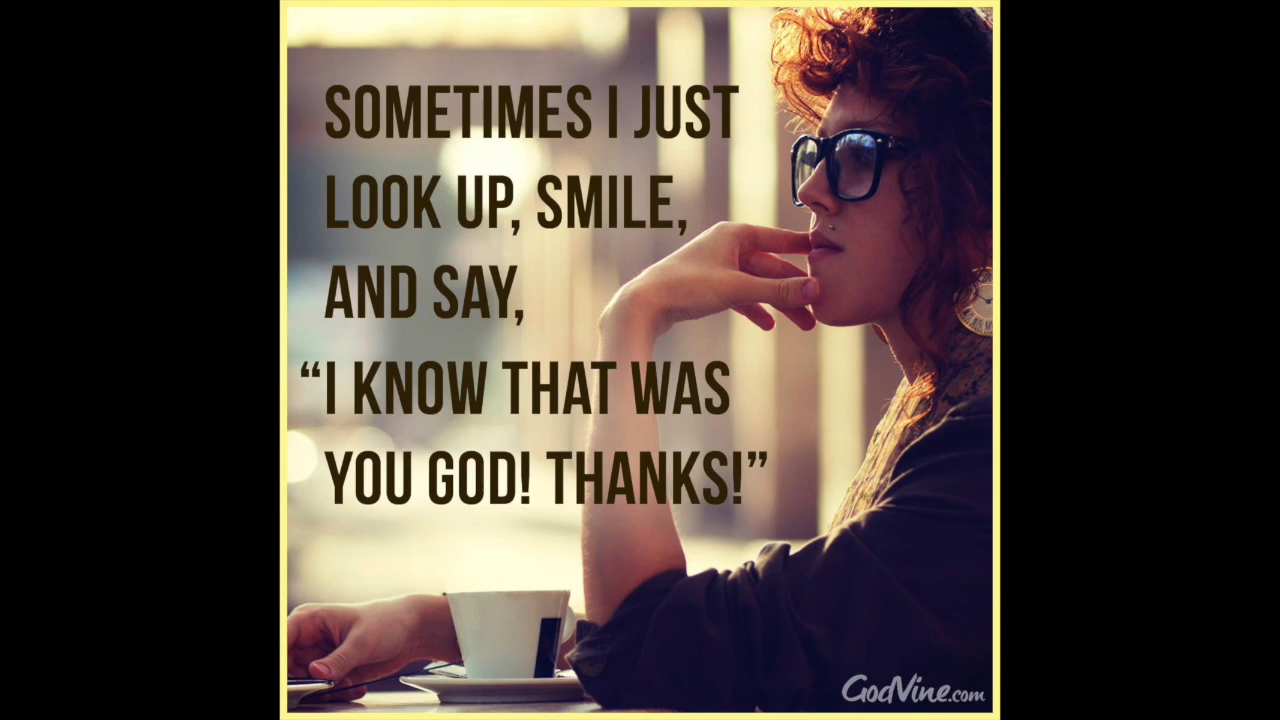 SOMETIMES I JUST
LOOK UP, SMILE,
AND SAY,
“I KNOW THAT WAS
YOU GOD! THANKS!”
GodVine.com